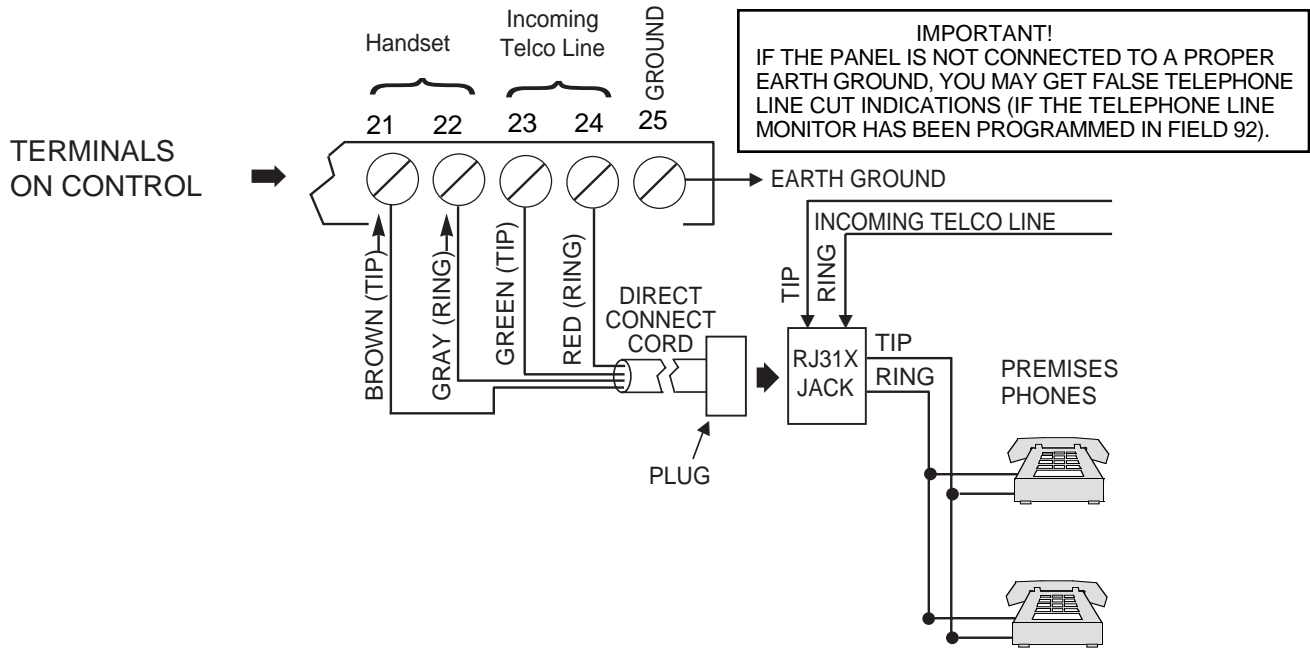 Handset
Incoming
Telco Line
GROUND
21 22 23 24 25
IMPORTANT!
IF THE PANEL IS NOT CONNECTED TO A PROPER
EARTH GROUND, YOU MAY GET FALSE TELEPHONE
LINE CUT INDICATIONS (IF THE TELEPHONE LINE
MONITOR HAS BEEN PROGRAMMED IN FIELD 92).
TERMINALS
ON CONTROL
EARTH GROUND
INCOMING TELCO LINE
TIP
RING
BROWN (TIP)
GRAY (RING)
GREEN (TIP)
RED (RING)
DIRECT
CONNECT
CORD
PLUG
RJ31X
JACK
TIP
RING
PREMISES
PHONES